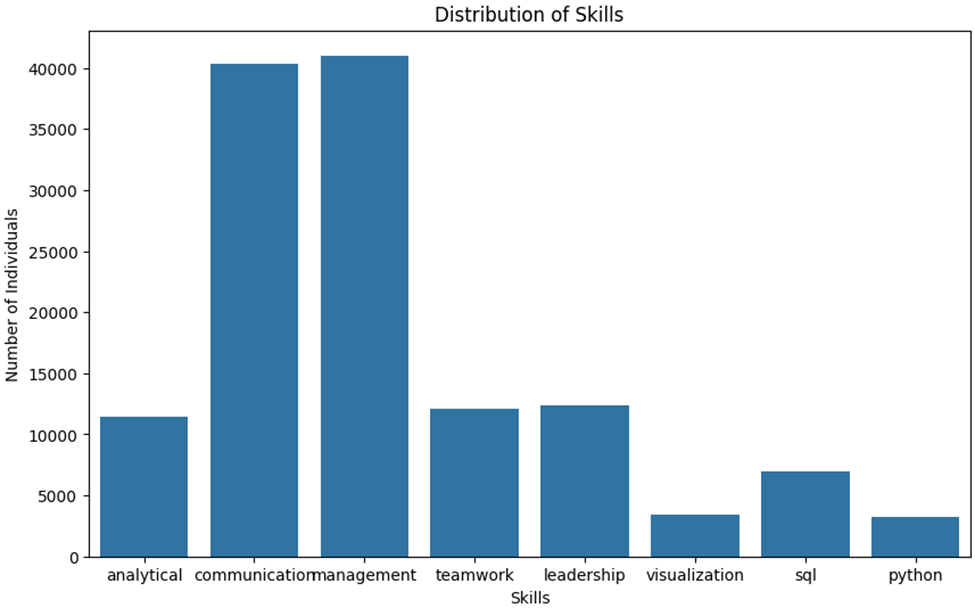 Distribution of Skills
Number of Individuals
40000
35000
30000
25000
20000
15000
10000
5000
0
analytical communication management teamwork leadership visualization sql python
Skills